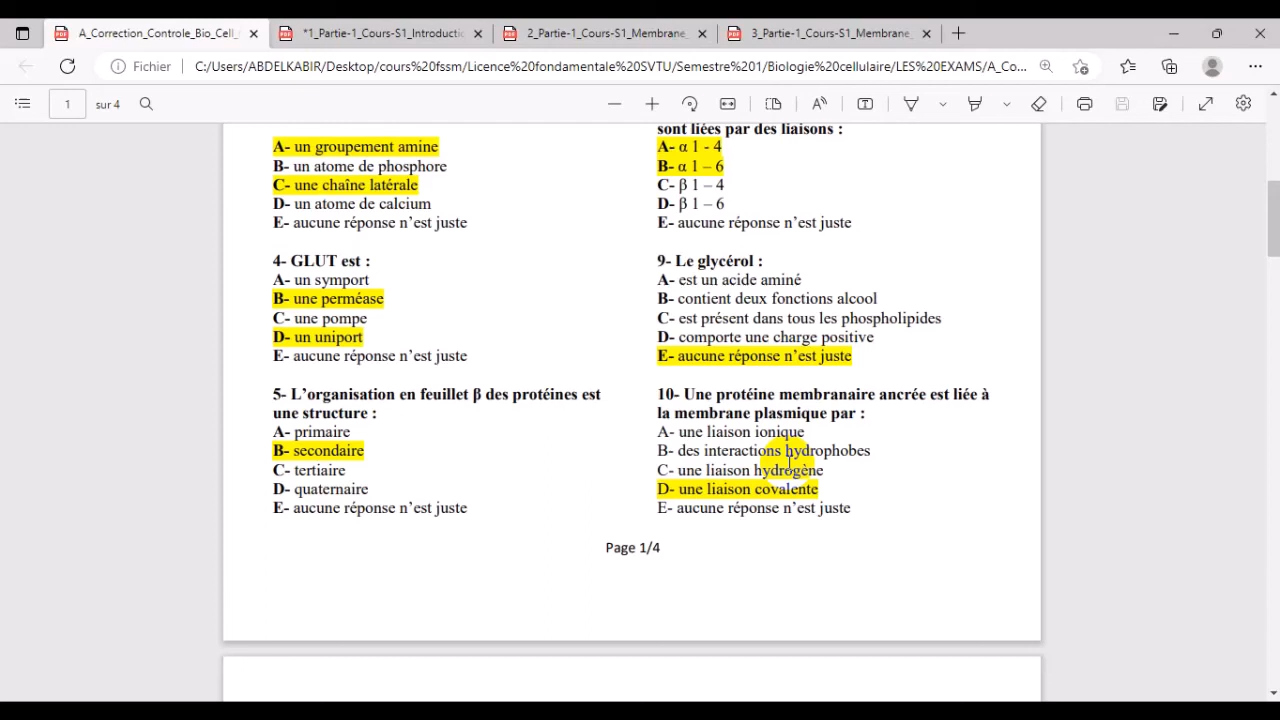 A_Correction_Controle_Bio_Cell_
*1_Partie-1_Cours-S1_Introductio
2_Partie-1_Cours-S1_Membrane_
3_Partie-1_Cours-S1_Membrane_
Fichier
C:/Users/ABDELKABIR/Desktop/cours%20fssm/Licence%20fondamentale%20SVTU/Semestre%201/Biologie%20cellulaire/LES%20EXAMS/A_Co...
1 sur 4
A- un groupement amine
B- un atome de phosphore
C- une chaîne latérale
D- un atome de calcium
E- aucune réponse n’est juste
4- GLUT est :
A- un symport
B- une perméase
C- une pompe
D- un uniport
E- aucune réponse n’est juste
5- L’organisation en feuillet β des protéines est
une structure :
A- primaire
B- secondaire
C- tertiaire
D- quaternaire
E- aucune réponse n’est juste
sont liées par des liaisons :
A- α 1 - 4
B- α 1 – 6
C- β 1 – 4
D- β 1 – 6
E- aucune réponse n’est juste
9- Le glycérol :
A- est un acide aminé
B- contient deux fonctions alcool
C- est présent dans tous les phospholipides
D- comporte une charge positive
E- aucune réponse n’est juste
10- Une protéine membranaire ancrée est liée à
la membrane plasmique par :
A- une liaison ionique
B- des interactions hydrophobes
C- une liaison hydrogène
D- une liaison covalente
E- aucune réponse n’est juste
Page 1/4